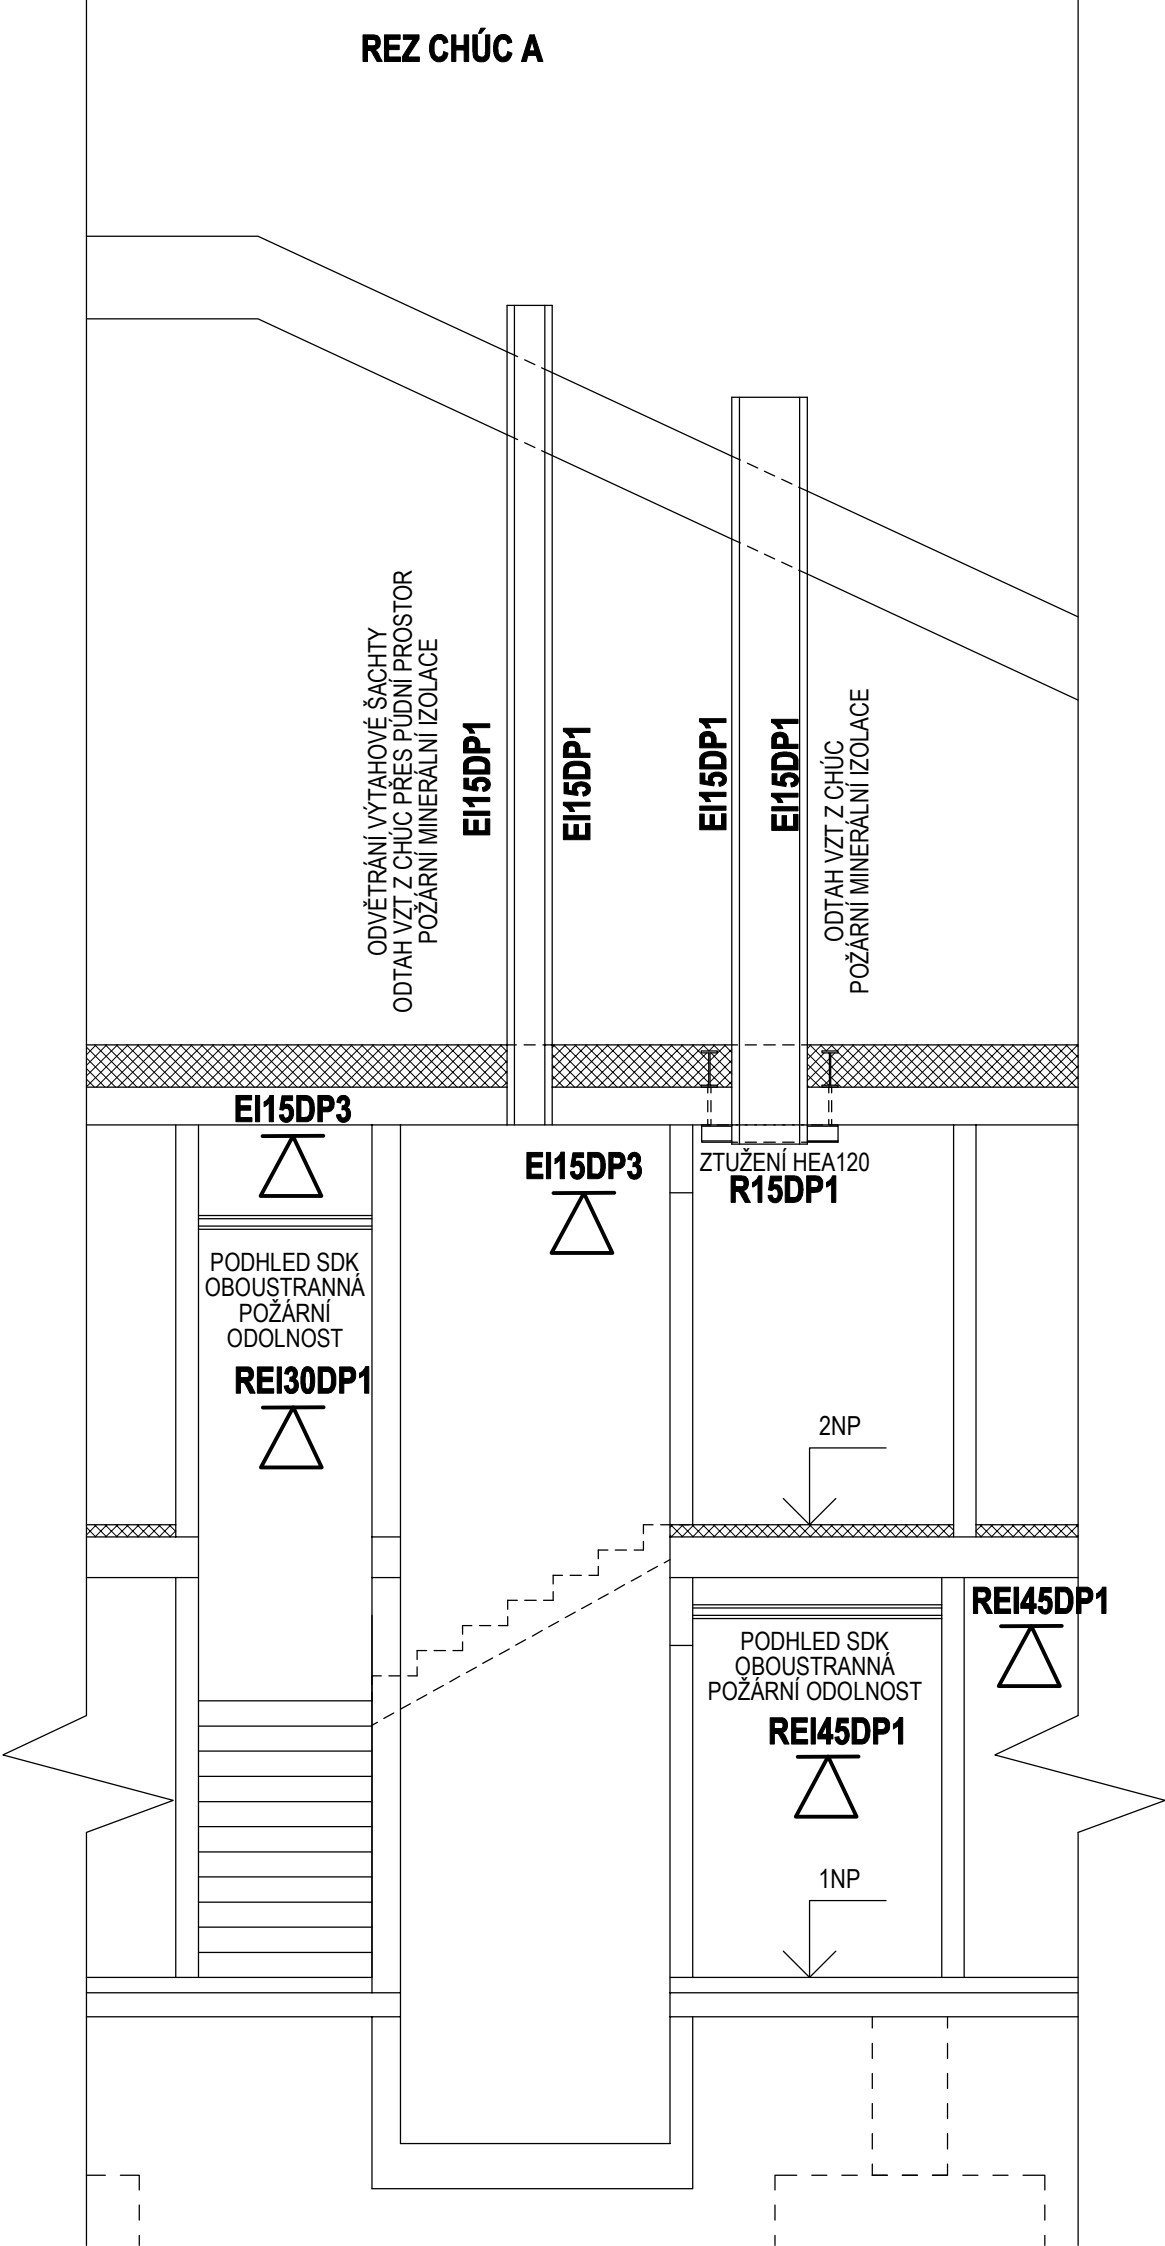 REZ CHÚC A
ODVĚTRÁNÍ VÝTAHOVÉ ŠACHTY
ODTAH VZT Z CHÚC PŘES PŮDNÍ PROSTOR
POŽÁRNÍ MINERÁLNÍ IZOLACE
EI15DP1
EI15DP1
EI15DP1
EI15DP1
ODTAH VZT Z CHÚC
POŽÁRNÍ MINERÁLNÍ IZOLACE
EI15DP3
EI15DP3
ZTUŽENÍ HEA120
R15DP1
PODHLED SDK
OBOUSTRANNÁ
POŽÁRNÍ
ODOLNOST
REI30DP1
2NP
REI45DP1
PODHLED SDK
OBOUSTRANNÁ
POŽÁRNÍ ODOLNOST
REI45DP1
1NP